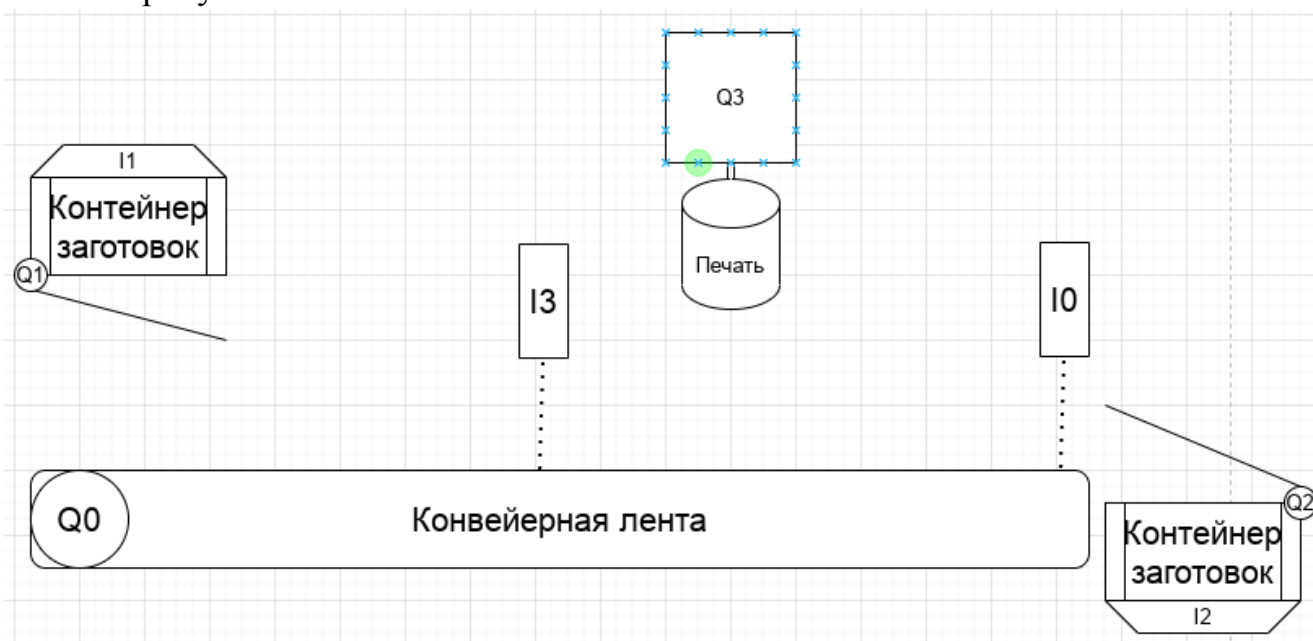 Q3
I1
Контейнер
заготовок
Q1
Печать
I3
I0
Q0
Конвейерная лента
Q2
Контейнер
заготовок
I2